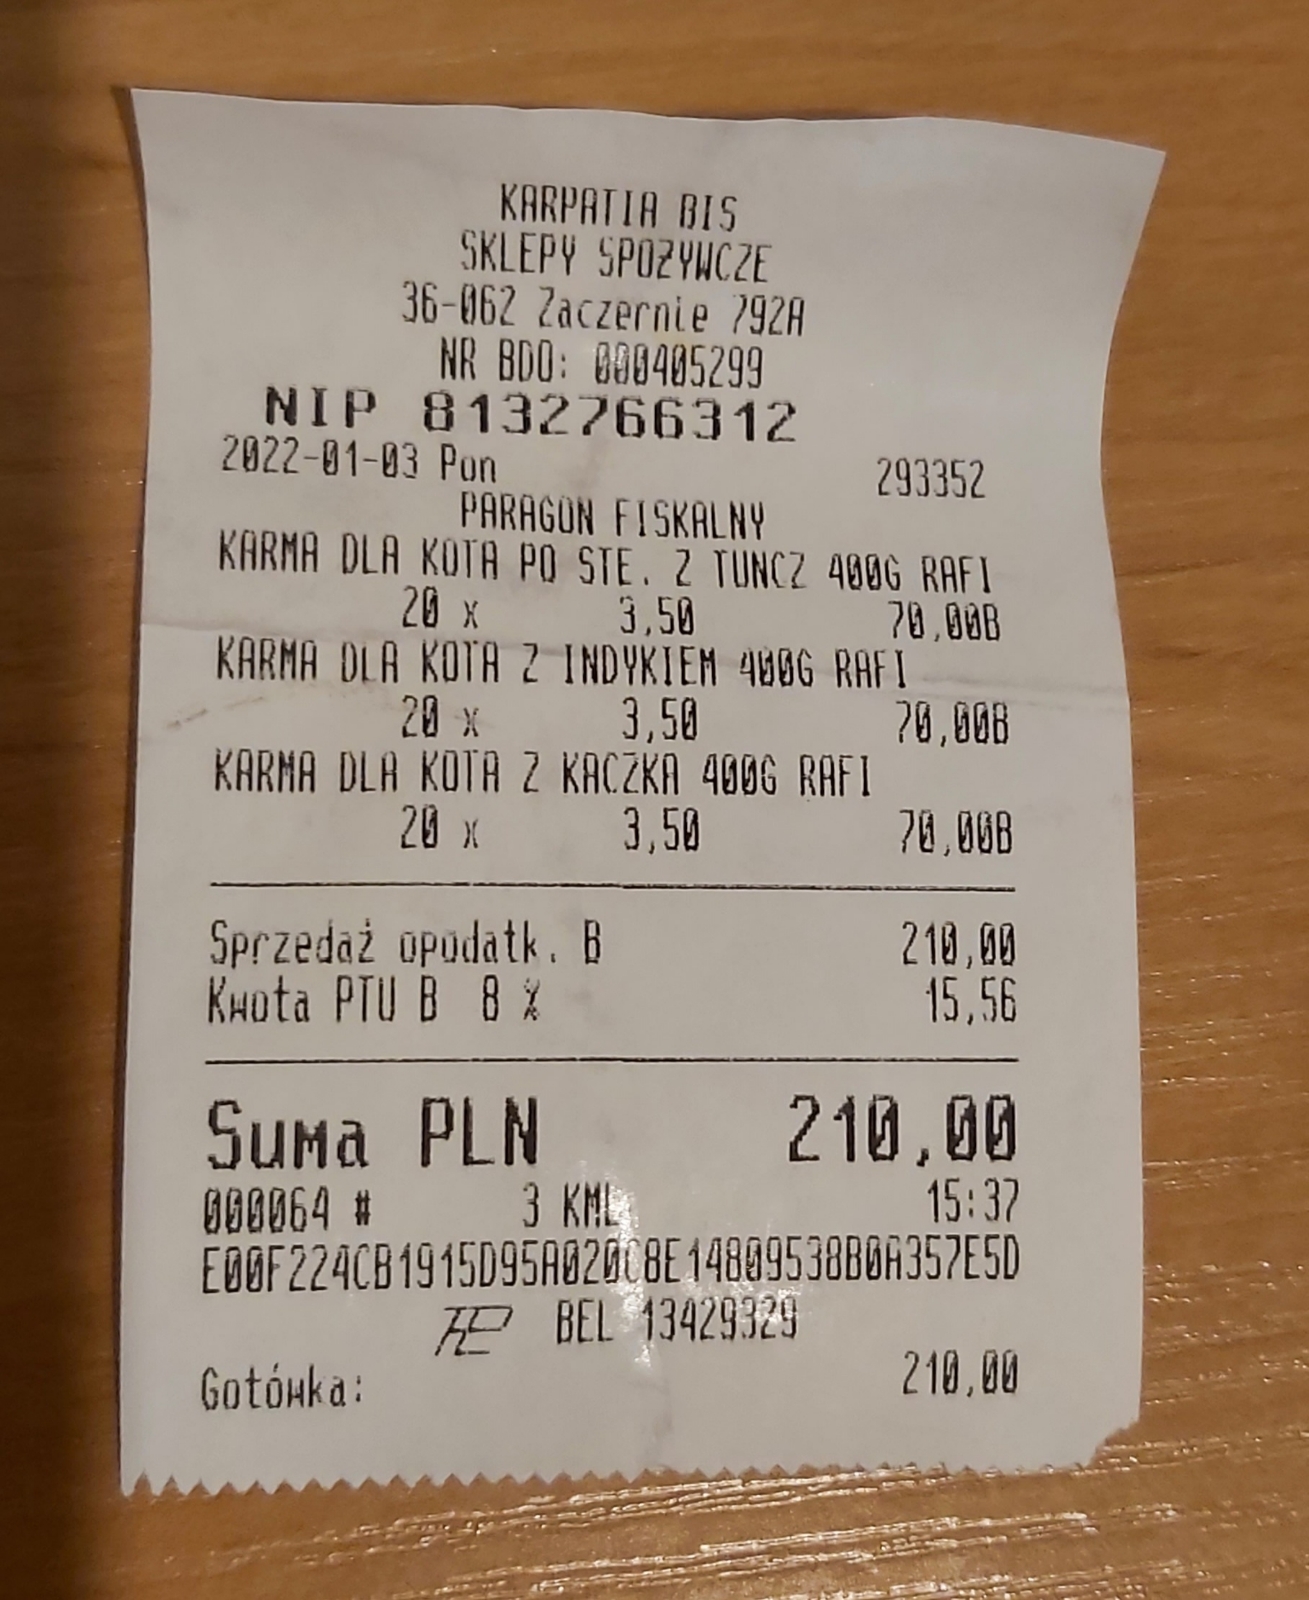 KARPATIA BIS
SKLEPY SPOŻYWCZE
36-062 Zaczernie 792A
NR BDO: 000405299
NIP 8132766312
2022-01-03 Pon 293352
PARAGON FISKALNY
KARMA DLA KOTA PO STE. Z TUNCZ 400G RAFI
20 x 3,50 70,00B
KARMA DLA KOTA Z INDYKIEM 400G RAFI
20 x 3,50 70,00B
KARMA DLA KOTA Z KACZKA 400G RAFI
20 x 3,50 70,00B
Sprzedaż opodatk. B 210,00
Kwota PTU B 8 % 15,56
Suma PLN 210,00
000064 # 3 KML 15:37
E00F224CB1915D95A020C8E14809538B0A357E5D
BEL 13429329
Gotówka: 210,00